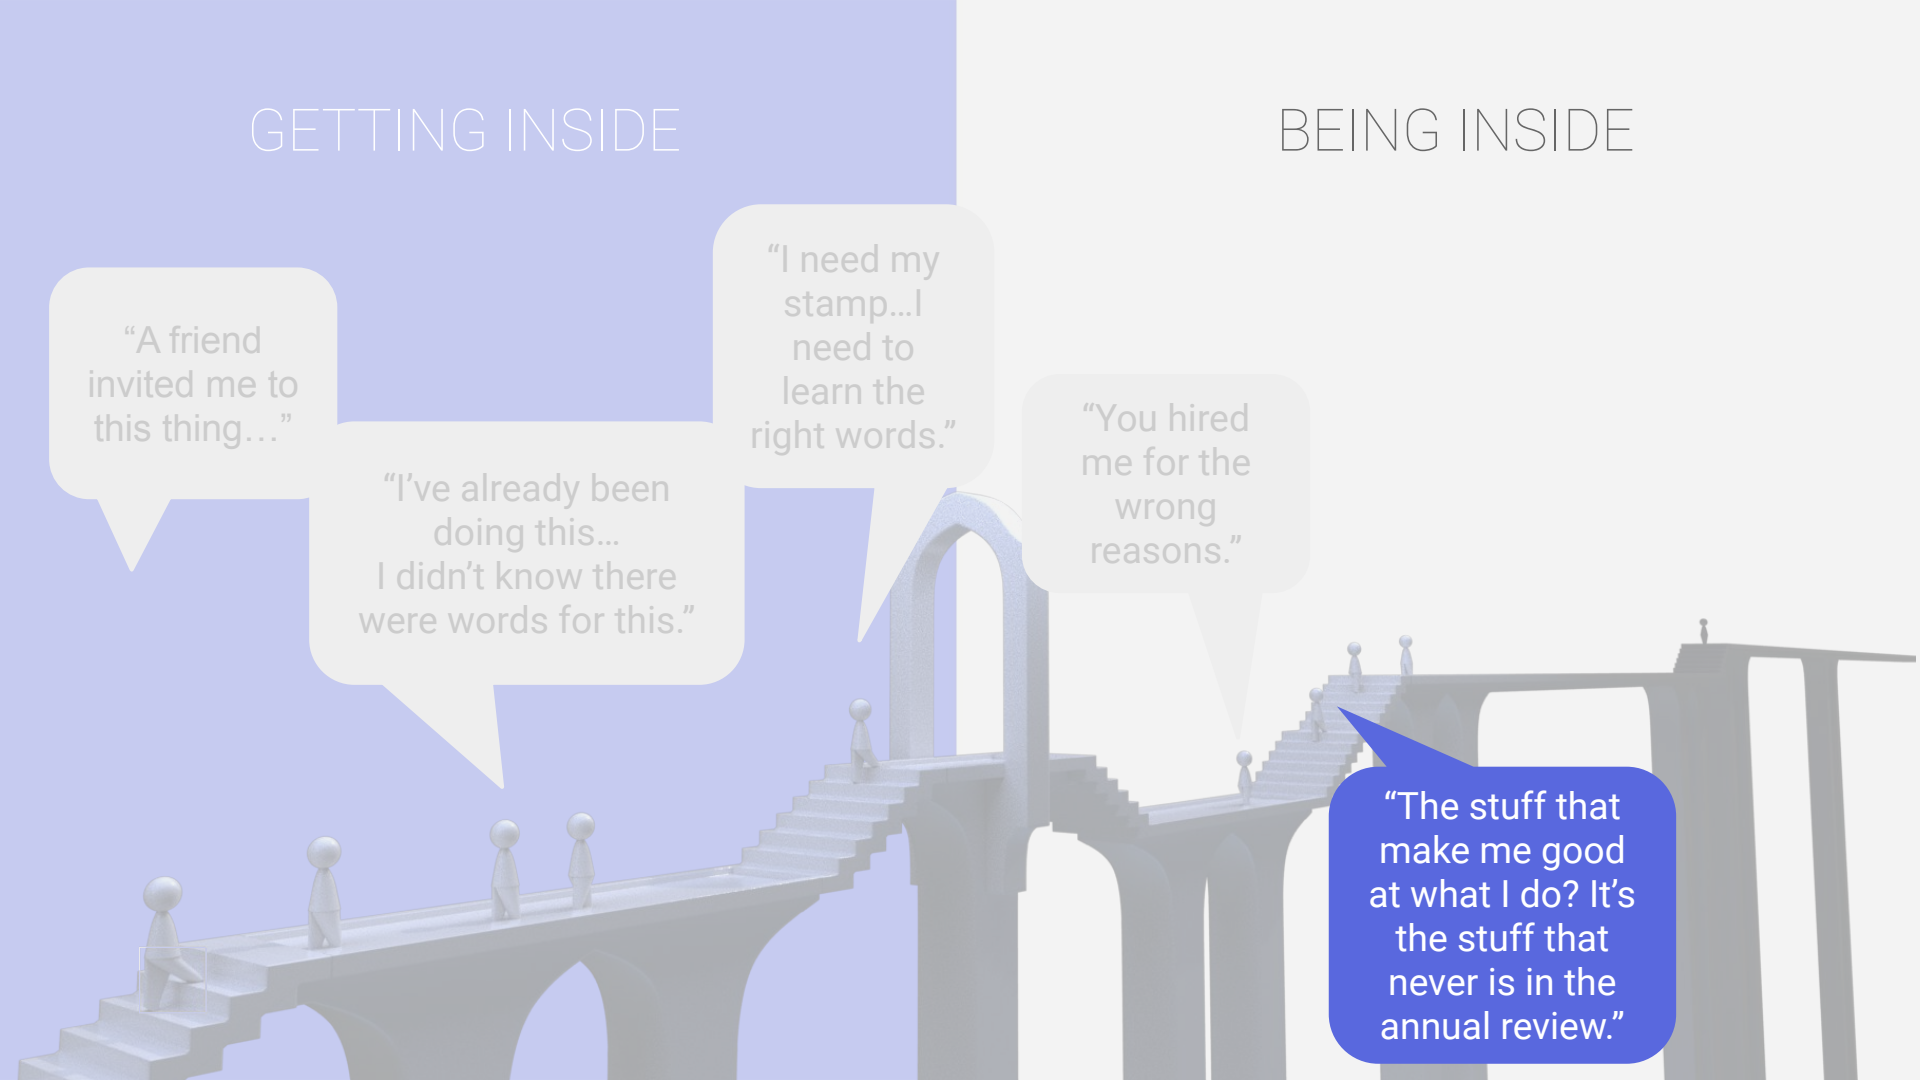 GETTING INSIDE
BEING INSIDE
“A friend
invited me to
this thing…”
“I’ve already been
doing this…
I didn’t know there
were words for this.”
“I need my
stamp…I
need to
learn the
right words.”
“You hired
me for the
wrong
reasons.”
“The stuff that
make me good
at what I do? It’s
the stuff that
never is in the
annual review.”